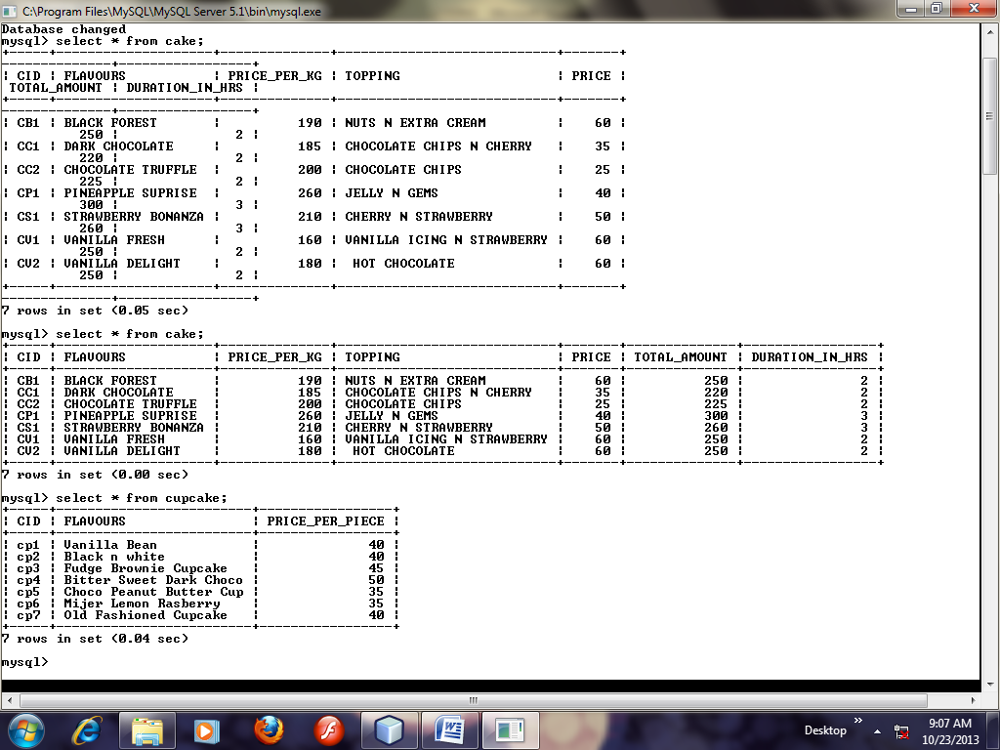 C:\Program Files\MySQL\MySQL Server 5.1\bin\mysql.exe
Database changed
mysql> select * from cake;
+-----+-------------------+--------------+----------------------------+-------+
--------------+-----------------+
¦ CID ¦ FLAVOURS ¦ PRICE_PER_KG ¦ TOPPING ¦ PRICE ¦
TOTAL_AMOUNT ¦ DURATION_IN_HRS ¦
+-----+-------------------+--------------+----------------------------+-------+
--------------+-----------------+
¦ CB1 ¦ BLACK FOREST ¦ 190 ¦ NUTS N EXTRA CREAM ¦ 60 ¦
250 ¦ 2 ¦
¦ CC1 ¦ DARK CHOCOLATE ¦ 185 ¦ CHOCOLATE CHIPS N CHERRY ¦ 35 ¦
220 ¦ 2 ¦
¦ CC2 ¦ CHOCOLATE TRUFFLE ¦ 200 ¦ CHOCOLATE CHIPS ¦ 25 ¦
225 ¦ 2 ¦
¦ CP1 ¦ PINEAPPLE SUPRISE ¦ 260 ¦ JELLY N GEMS ¦ 40 ¦
300 ¦ 3 ¦
¦ CS1 ¦ STRAWBERRY BONANZA ¦ 210 ¦ CHERRY N STRAWBERRY ¦ 50 ¦
260 ¦ 3 ¦
¦ CV1 ¦ VANILLA FRESH ¦ 160 ¦ VANILLA ICING N STRAWBERRY ¦ 60 ¦
250 ¦ 2 ¦
¦ CV2 ¦ VANILLA DELIGHT ¦ 180 ¦ HOT CHOCOLATE ¦ 60 ¦
250 ¦ 2 ¦
+-----+-------------------+--------------+----------------------------+-------+
--------------+-----------------+
7 rows in set (0.05 sec)
mysql> select * from cake;
+-----+-------------------+--------------+----------------------------+-------+--------------+-----------------+
¦ CID ¦ FLAVOURS ¦ PRICE_PER_KG ¦ TOPPING ¦ PRICE ¦ TOTAL_AMOUNT ¦ DURATION_IN_HRS ¦
+-----+-------------------+--------------+----------------------------+-------+--------------+-----------------+
¦ CB1 ¦ BLACK FOREST ¦ 190 ¦ NUTS N EXTRA CREAM ¦ 60 ¦ 250 ¦ 2 ¦
¦ CC1 ¦ DARK CHOCOLATE ¦ 185 ¦ CHOCOLATE CHIPS N CHERRY ¦ 35 ¦ 220 ¦ 2 ¦
¦ CC2 ¦ CHOCOLATE TRUFFLE ¦ 200 ¦ CHOCOLATE CHIPS ¦ 25 ¦ 225 ¦ 2 ¦
¦ CP1 ¦ PINEAPPLE SUPRISE ¦ 260 ¦ JELLY N GEMS ¦ 40 ¦ 300 ¦ 3 ¦
¦ CS1 ¦ STRAWBERRY BONANZA ¦ 210 ¦ CHERRY N STRAWBERRY ¦ 50 ¦ 260 ¦ 3 ¦
¦ CV1 ¦ VANILLA FRESH ¦ 160 ¦ VANILLA ICING N STRAWBERRY ¦ 60 ¦ 250 ¦ 2 ¦
¦ CV2 ¦ VANILLA DELIGHT ¦ 180 ¦ HOT CHOCOLATE ¦ 60 ¦ 250 ¦ 2 ¦
+-----+-------------------+--------------+----------------------------+-------+--------------+-----------------+
7 rows in set (0.00 sec)
mysql> select * from cupcake;
+-----+-------------------------+-----------------+
¦ CID ¦ FLAVOURS ¦ PRICE_PER_PIECE ¦
+-----+-------------------------+-----------------+
¦ cp1 ¦ Vanilla Bean ¦ 40 ¦
¦ cp2 ¦ Black n white ¦ 40 ¦
¦ cp3 ¦ Fudge Brownie Cupcake ¦ 45 ¦
¦ cp4 ¦ Bitter Sweet Dark Choco ¦ 50 ¦
¦ cp5 ¦ Choco Peanut Butter Cup ¦ 35 ¦
¦ cp6 ¦ Mijer Lemon Rasberry ¦ 35 ¦
¦ cp7 ¦ Old Fashioned Cupcake ¦ 40 ¦
+-----+-------------------------+-----------------+
7 rows in set (0.04 sec)
mysql>
Desktop
9:07 AM
10/23/2013